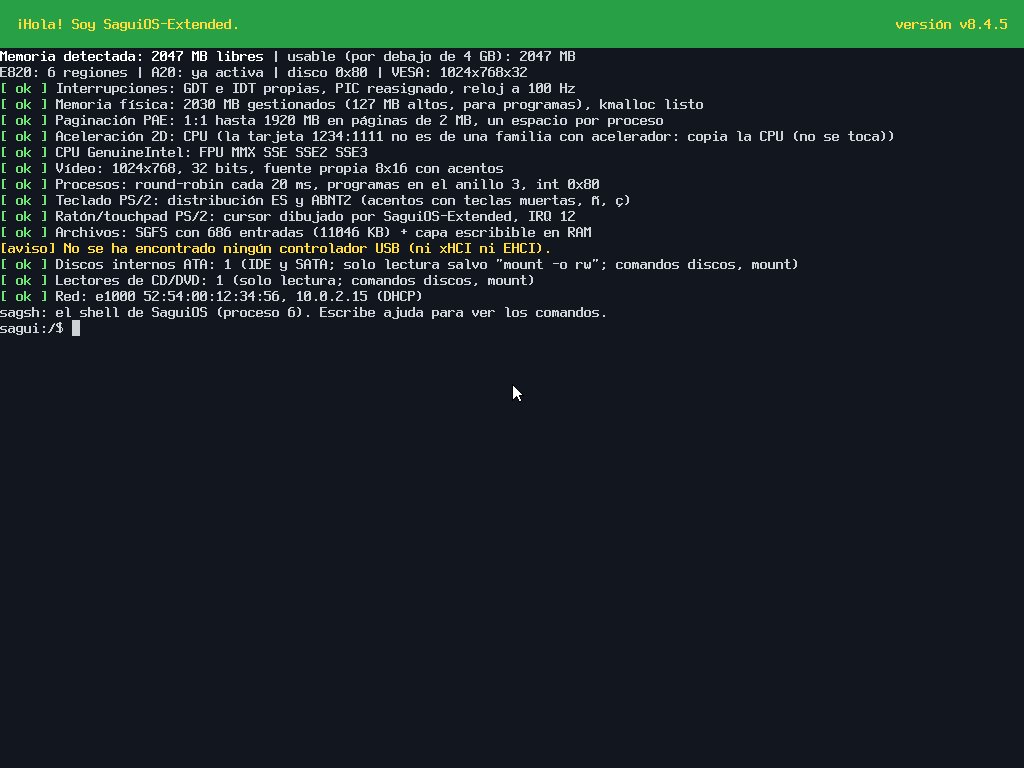 ¡Hola! Soy SaguiOS-Extended.
versión v8.4.5
Memoria detectada: 2047 MB libres | usable (por debajo de 4 GB): 2047 MB
E820: 6 regiones | A20: ya activa | disco 0x80 | VESA: 1024x768x32
[ ok ] Interrupciones: GDT e IDT propias, PIC reasignado, reloj a 100 Hz
[ ok ] Memoria física: 2030 MB gestionados (127 MB altos, para programas), kmalloc listo
[ ok ] Paginación PAE: 1:1 hasta 1920 MB en páginas de 2 MB, un espacio por proceso
[ ok ] Aceleración 2D: CPU (la tarjeta 1234:1111 no es de una familia con acelerador: copia la CPU (no se toca))
[ ok ] CPU GenuineIntel: FPU MMX SSE SSE2 SSE3
[ ok ] Vídeo: 1024x768, 32 bits, fuente propia 8x16 con acentos
[ ok ] Procesos: round-robin cada 20 ms, programas en el anillo 3, int 0x80
[ ok ] Teclado PS/2: distribución ES y ABNT2 (acentos con teclas muertas, ñ, ç)
[ ok ] Ratón/touchpad PS/2: cursor dibujado por SaguiOS-Extended, IRQ 12
[ ok ] Archivos: SGFS con 686 entradas (11046 KB) + capa escribible en RAM
[aviso] No se ha encontrado ningún controlador USB (ni xHCI ni EHCI).
[ ok ] Discos internos ATA: 1 (IDE y SATA; solo lectura salvo "mount -o rw"; comandos discos, mount)
[ ok ] Lectores de CD/DVD: 1 (solo lectura; comandos discos, mount)
[ ok ] Red: e1000 52:54:00:12:34:56, 10.0.2.15 (DHCP)
sagsh: el shell de SaguiOS (proceso 6). Escribe ajuda para ver los comandos.
sagui:/$